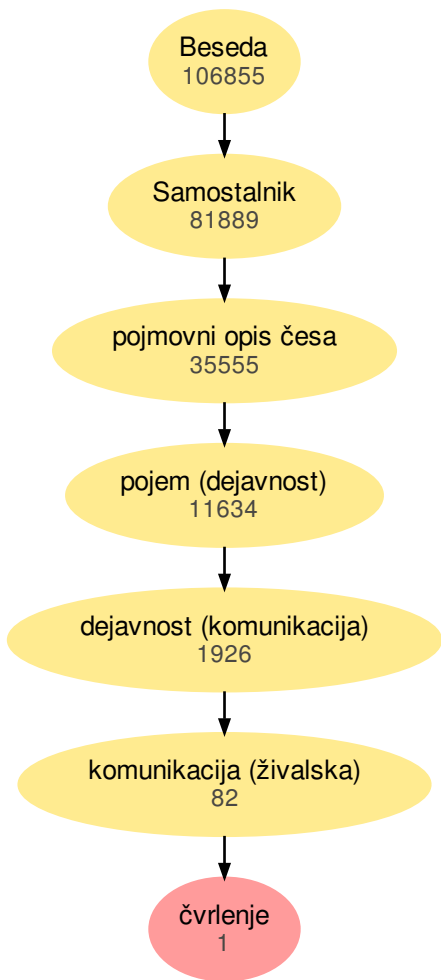 Beseda
106855
Samostalnik
81889
pojmovni opis česa
35555
pojem (dejavnost)
11634
dejavnost (komunikacija)
1926
komunikacija (živalska)
82
čvrlenje
1